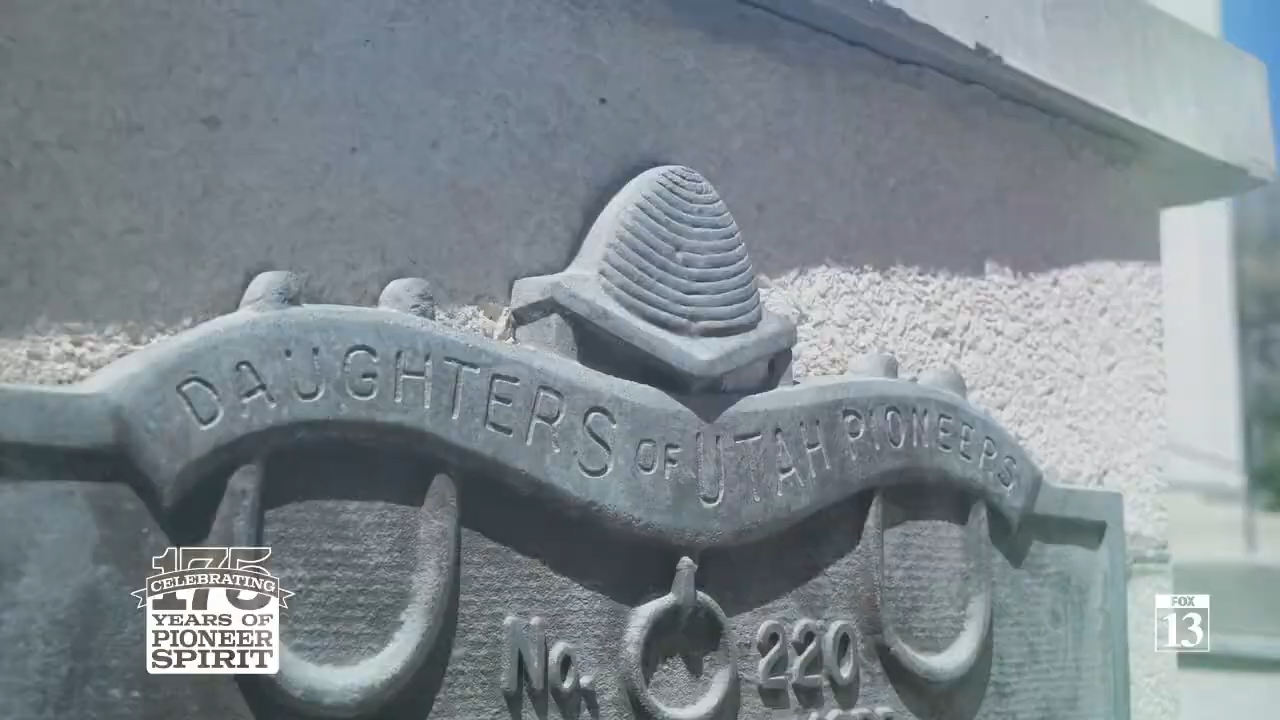 DAUGHTERS OF UTAH PIONEERS
No. 220
175
CELEBRATING
YEARS OF
PIONEER
SPIRIT
FOX
13